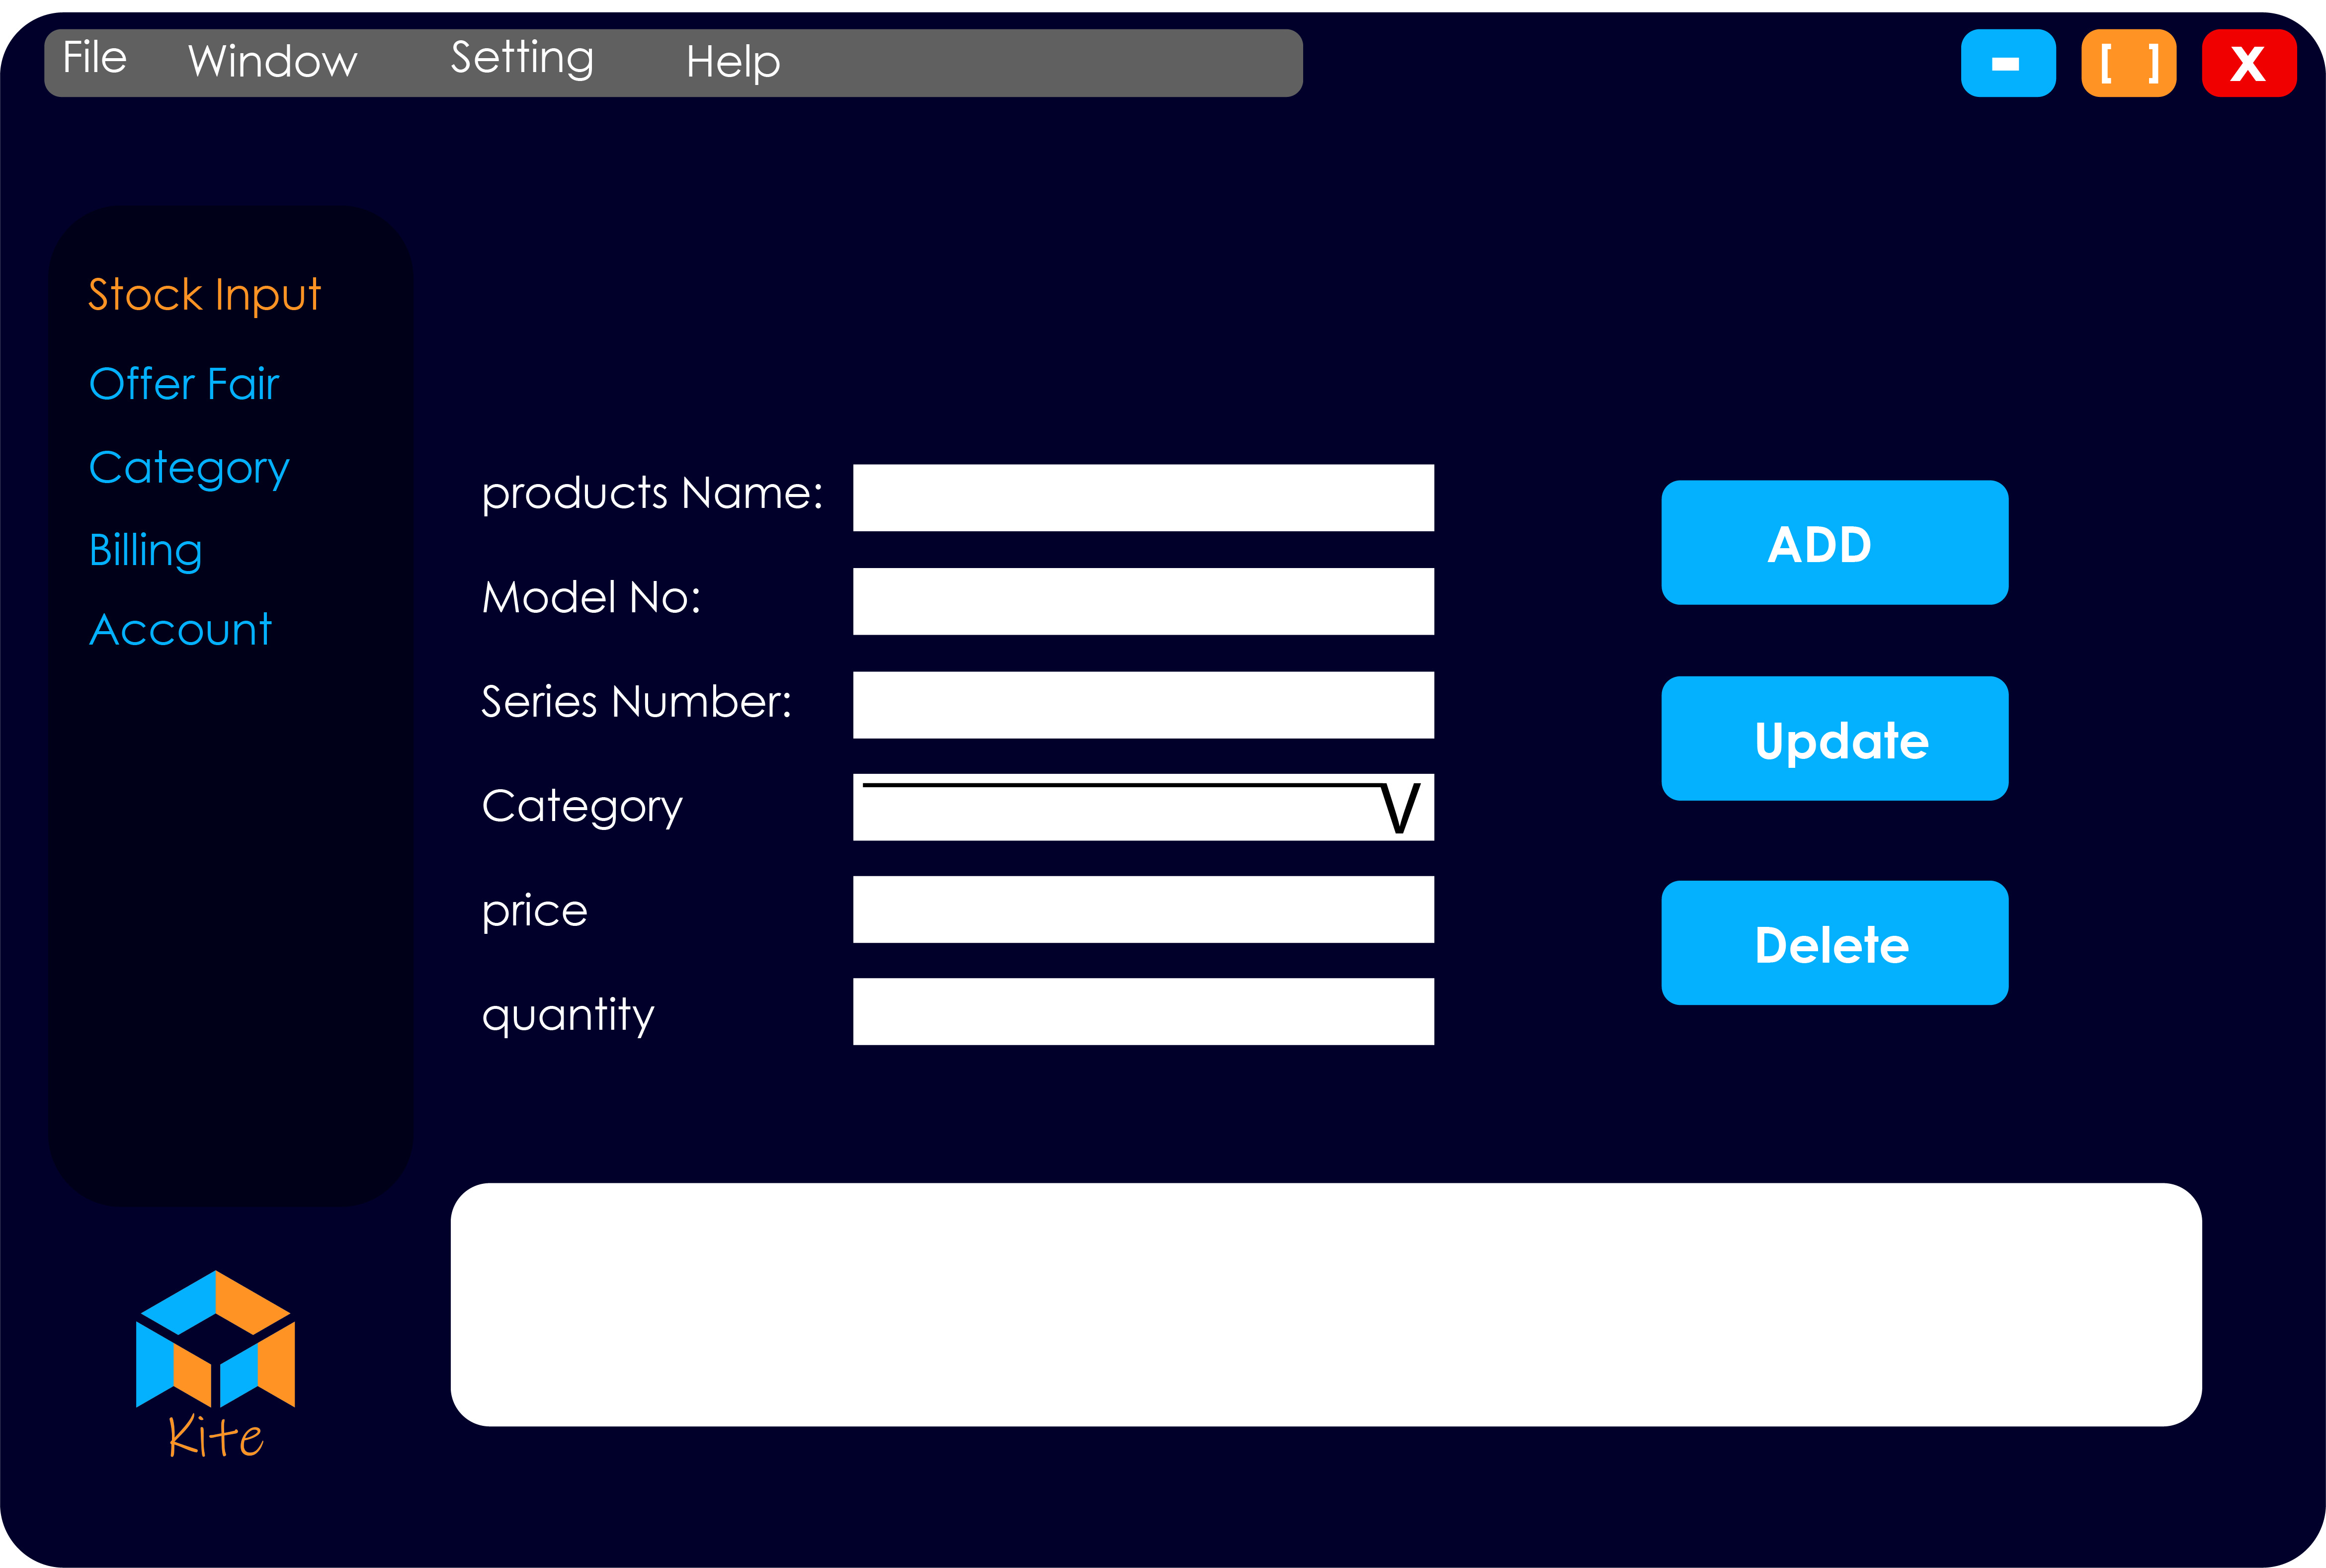 File Window Setting Help - [ ] X
Stock Input
Offer Fair
Category
Billing
Account
products Name:
Model No:
Series Number:
Category V
price
quantity
ADD
Update
Delete
Kite